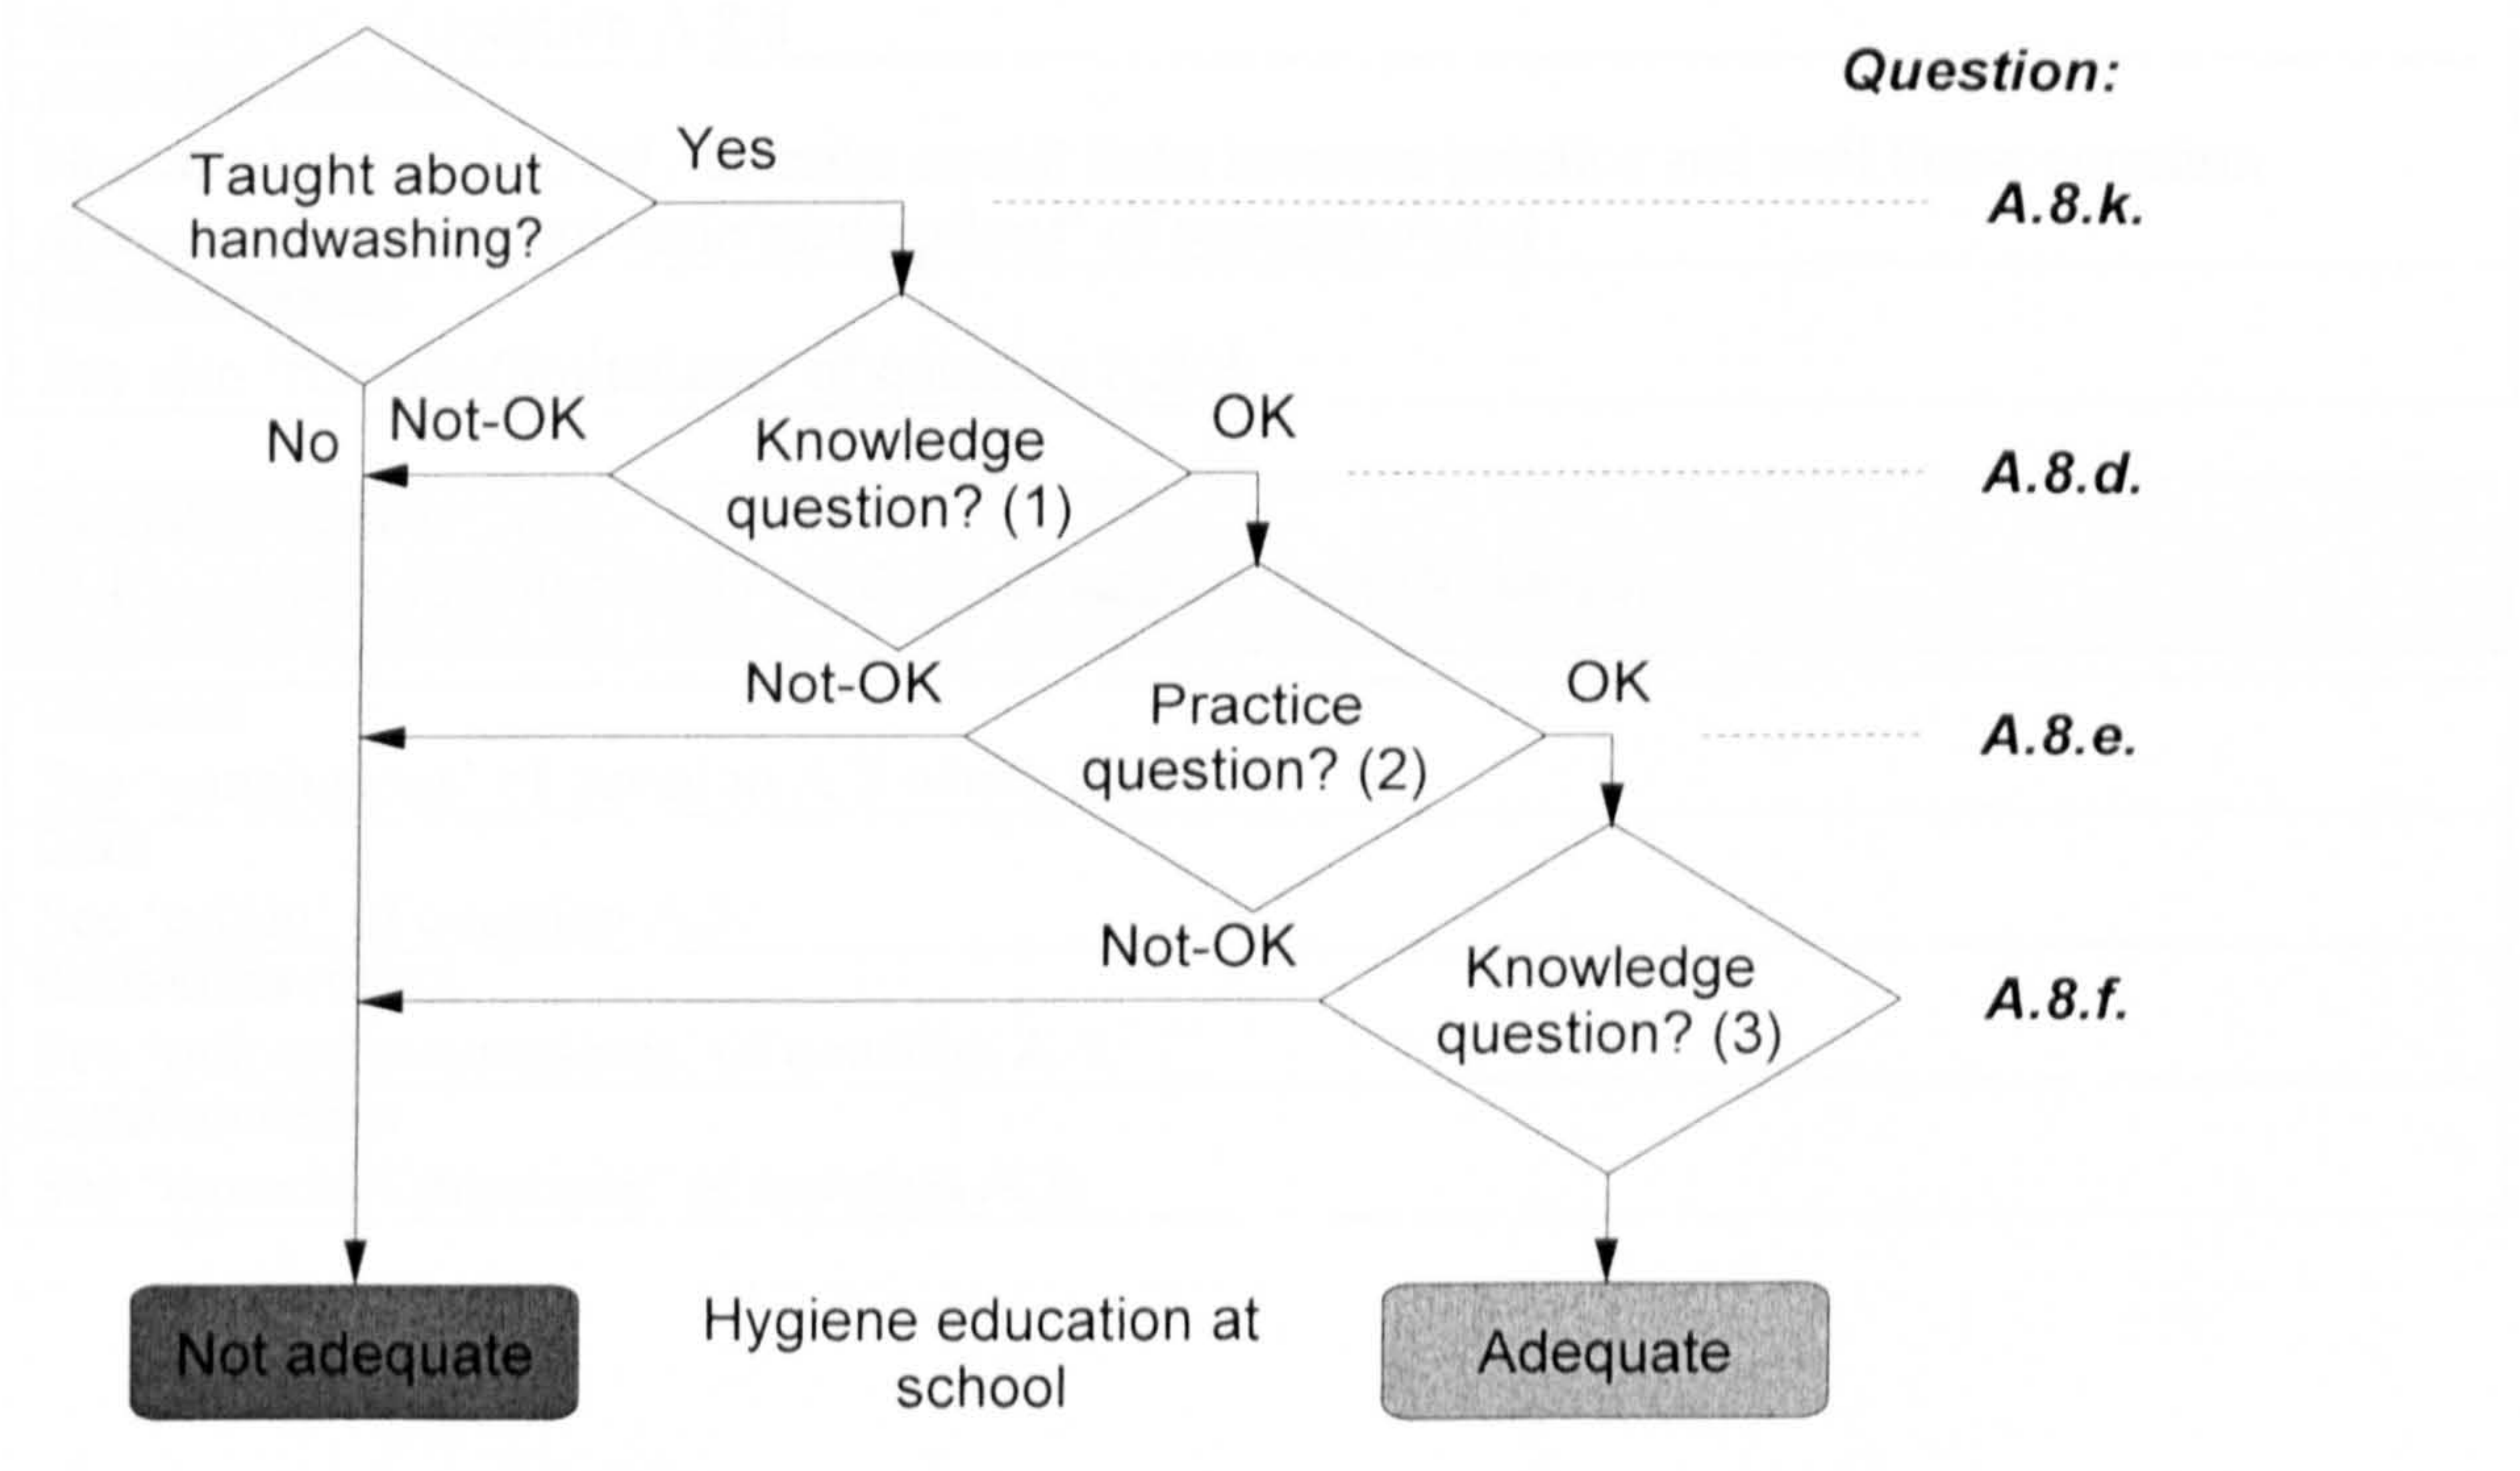 Question:
Taught about
handwashing?
Yes
A.8.k.
No
Not-OK
Knowledge
question? (1)
OK
A.8.d.
Not-OK
Practice
question? (2)
OK
A.8.e.
Not-OK
Knowledge
question? (3)
A.8.f.
Not adequate
Hygiene education at
school
Adequate